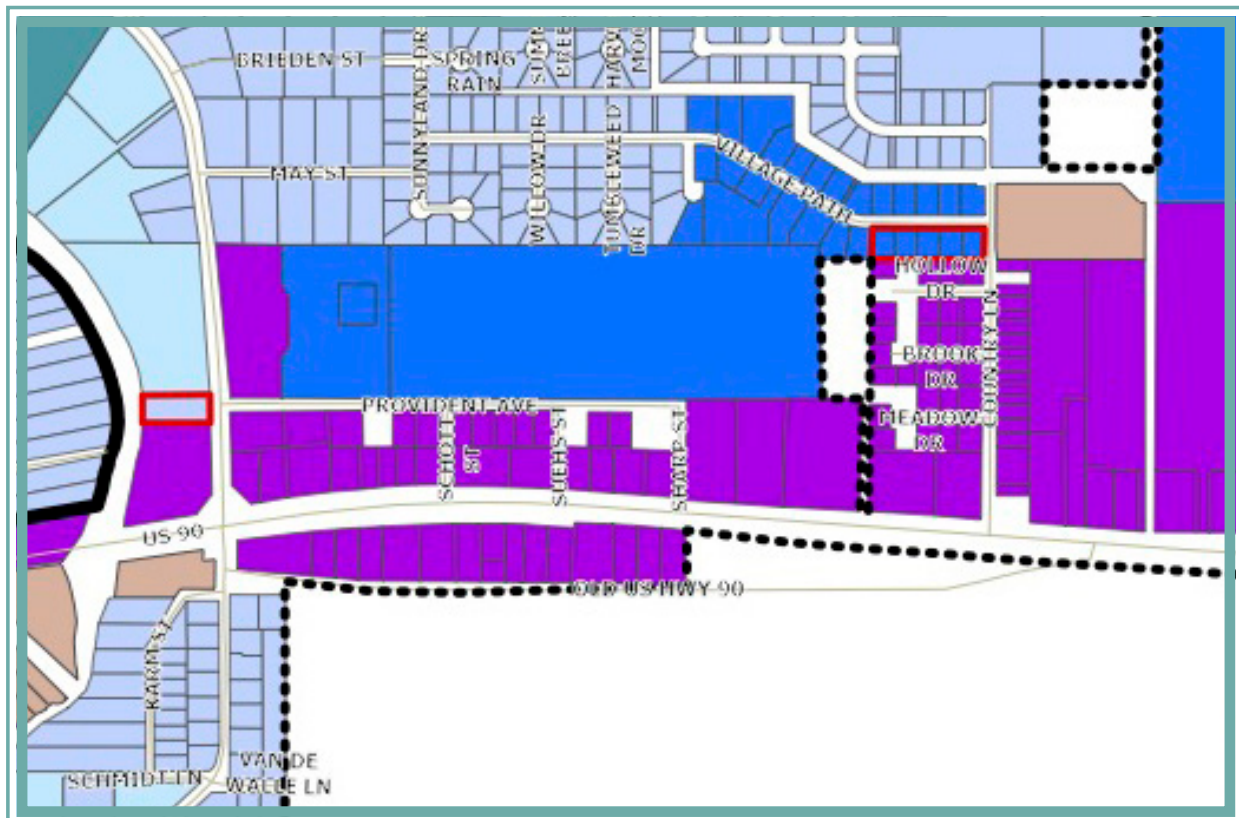 BRIEDEN ST
SUNNYLAND DR
SPRING
RAIN
MAY ST
WILLOW DR
TUMBLEWEED
DR
VILLAGE PATH
HOLLOW
DR
BROOK
DR
COUNTRY LN
MEADOW
DR
PROVIDENT AVE
SCHOTT
ST
SUEHS ST
SHARP ST
US 90
OLD US HWY 90
KARM ST
SCHMIDT LN
VAN DE
WALLE LN